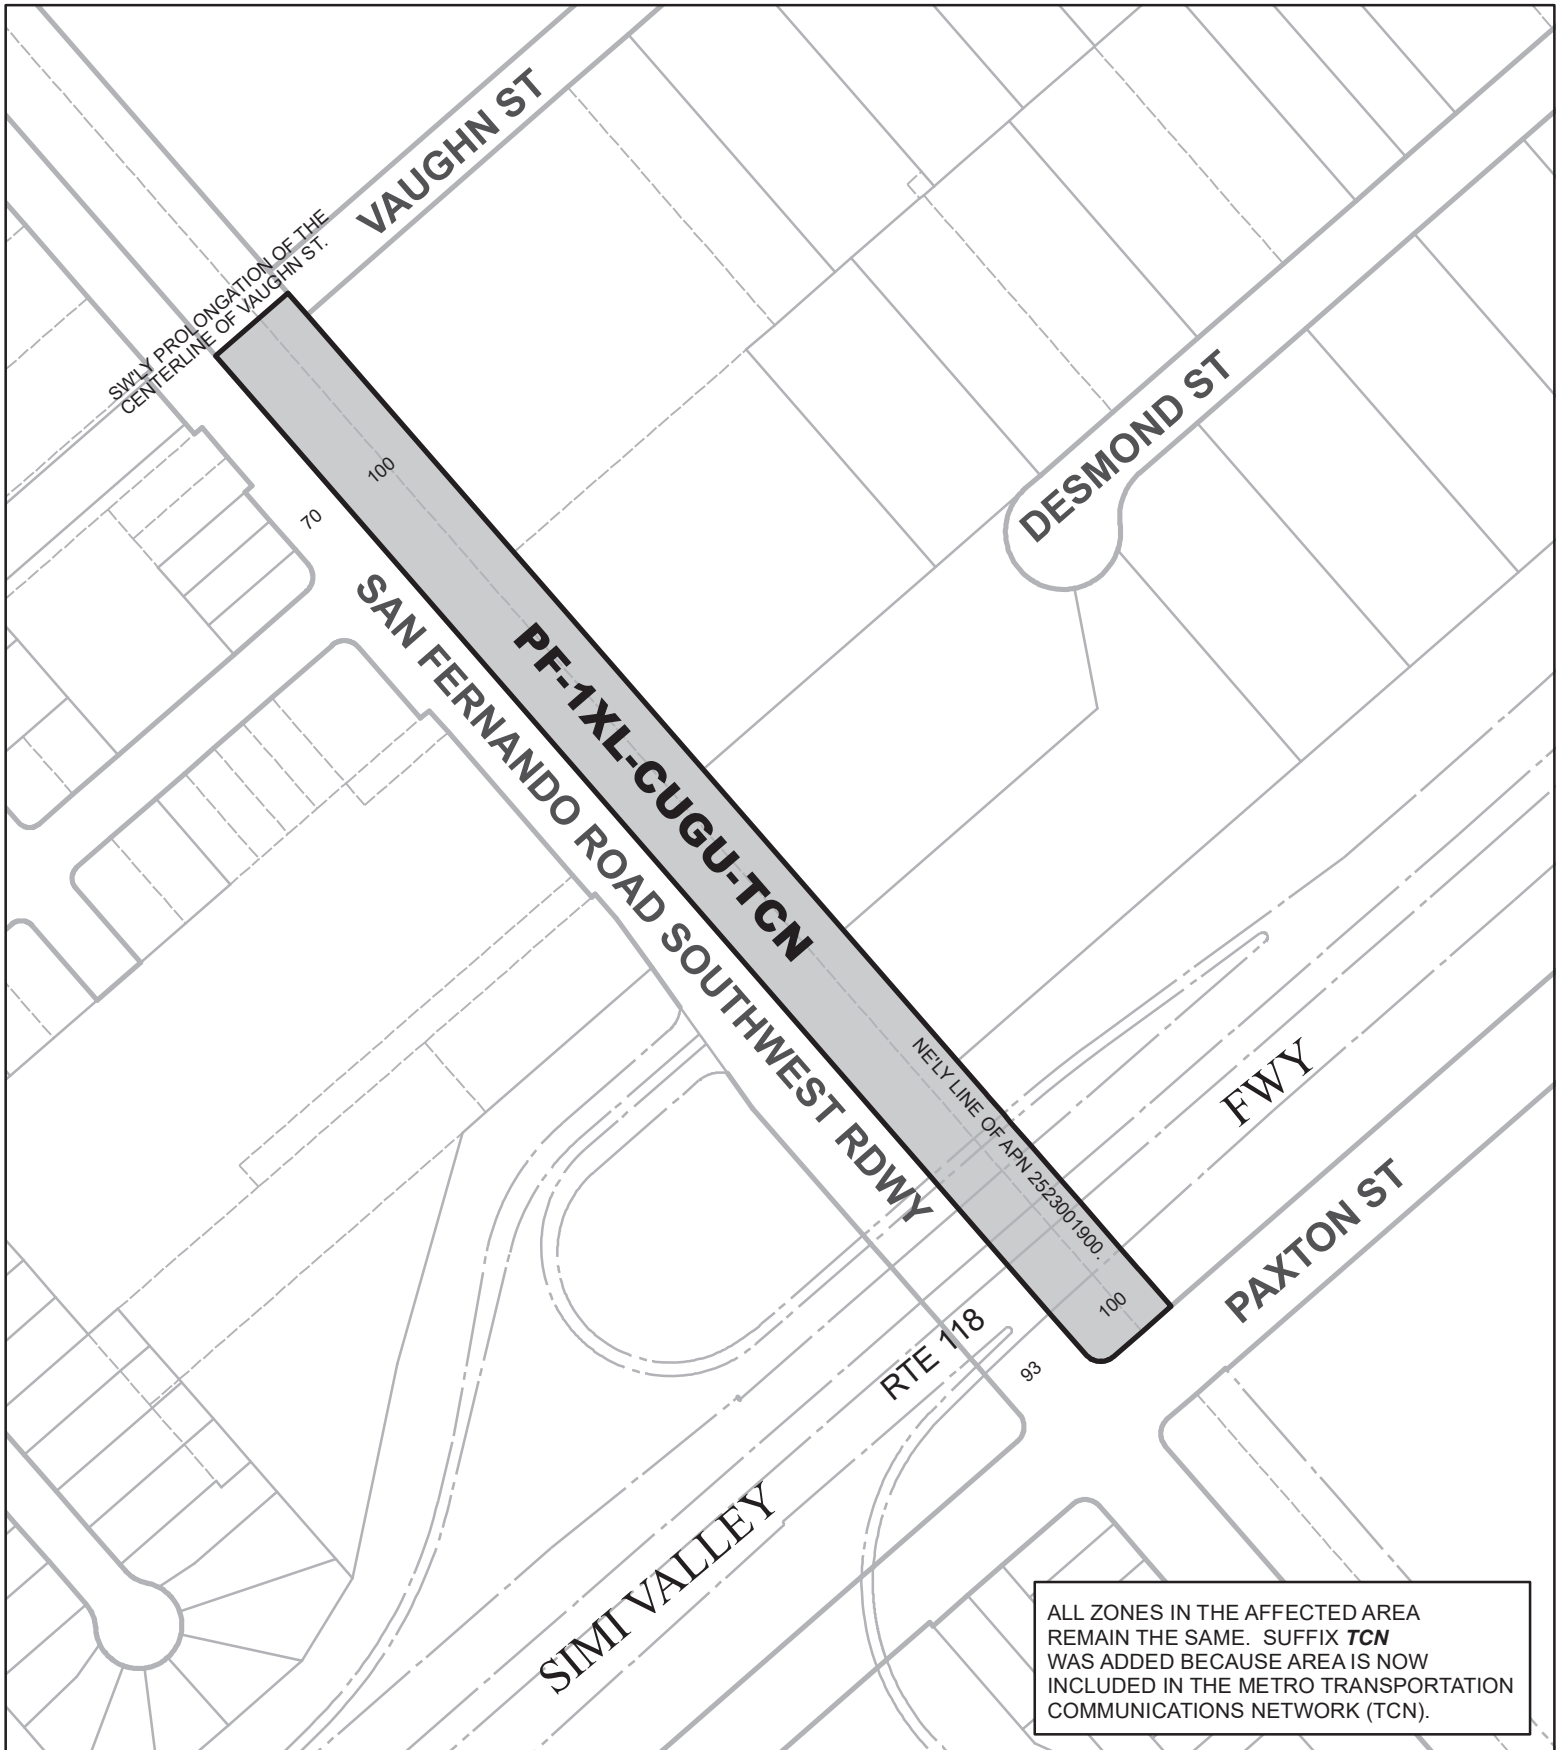 VAUGHN ST
SW'LY PROLONGATION OF THE
CENTERLINE OF VAUGHN ST.
DESMOND ST
100
70
SAN FERNANDO ROAD SOUTHWEST RDWY
PF-1XL-CUGU-TCN
NE'LY LINE OF APN 2523001900.
FWY
PAXTON ST
100
RTE 118
93
SIMI VALLEY
ALL ZONES IN THE AFFECTED AREA
REMAIN THE SAME. SUFFIX TCN
WAS ADDED BECAUSE AREA IS NOW
INCLUDED IN THE METRO TRANSPORTATION
COMMUNICATIONS NETWORK (TCN).